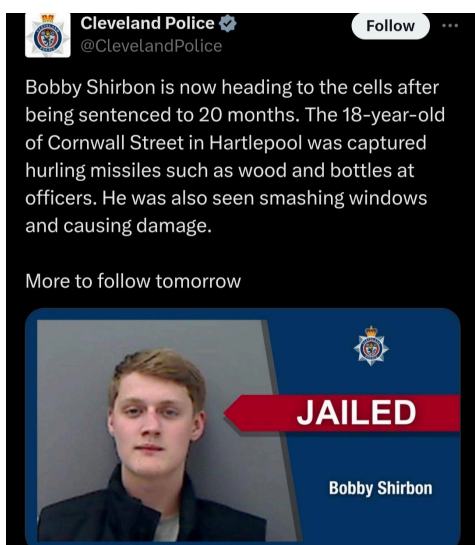 Cleveland Police
@ClevelandPolice
Follow
Bobby Shirbon is now heading to the cells after
being sentenced to 20 months. The 18-year-old
of Cornwall Street in Hartlepool was captured
hurling missiles such as wood and bottles at
officers. He was also seen smashing windows
and causing damage.
More to follow tomorrow
JAILED
Bobby Shirbon